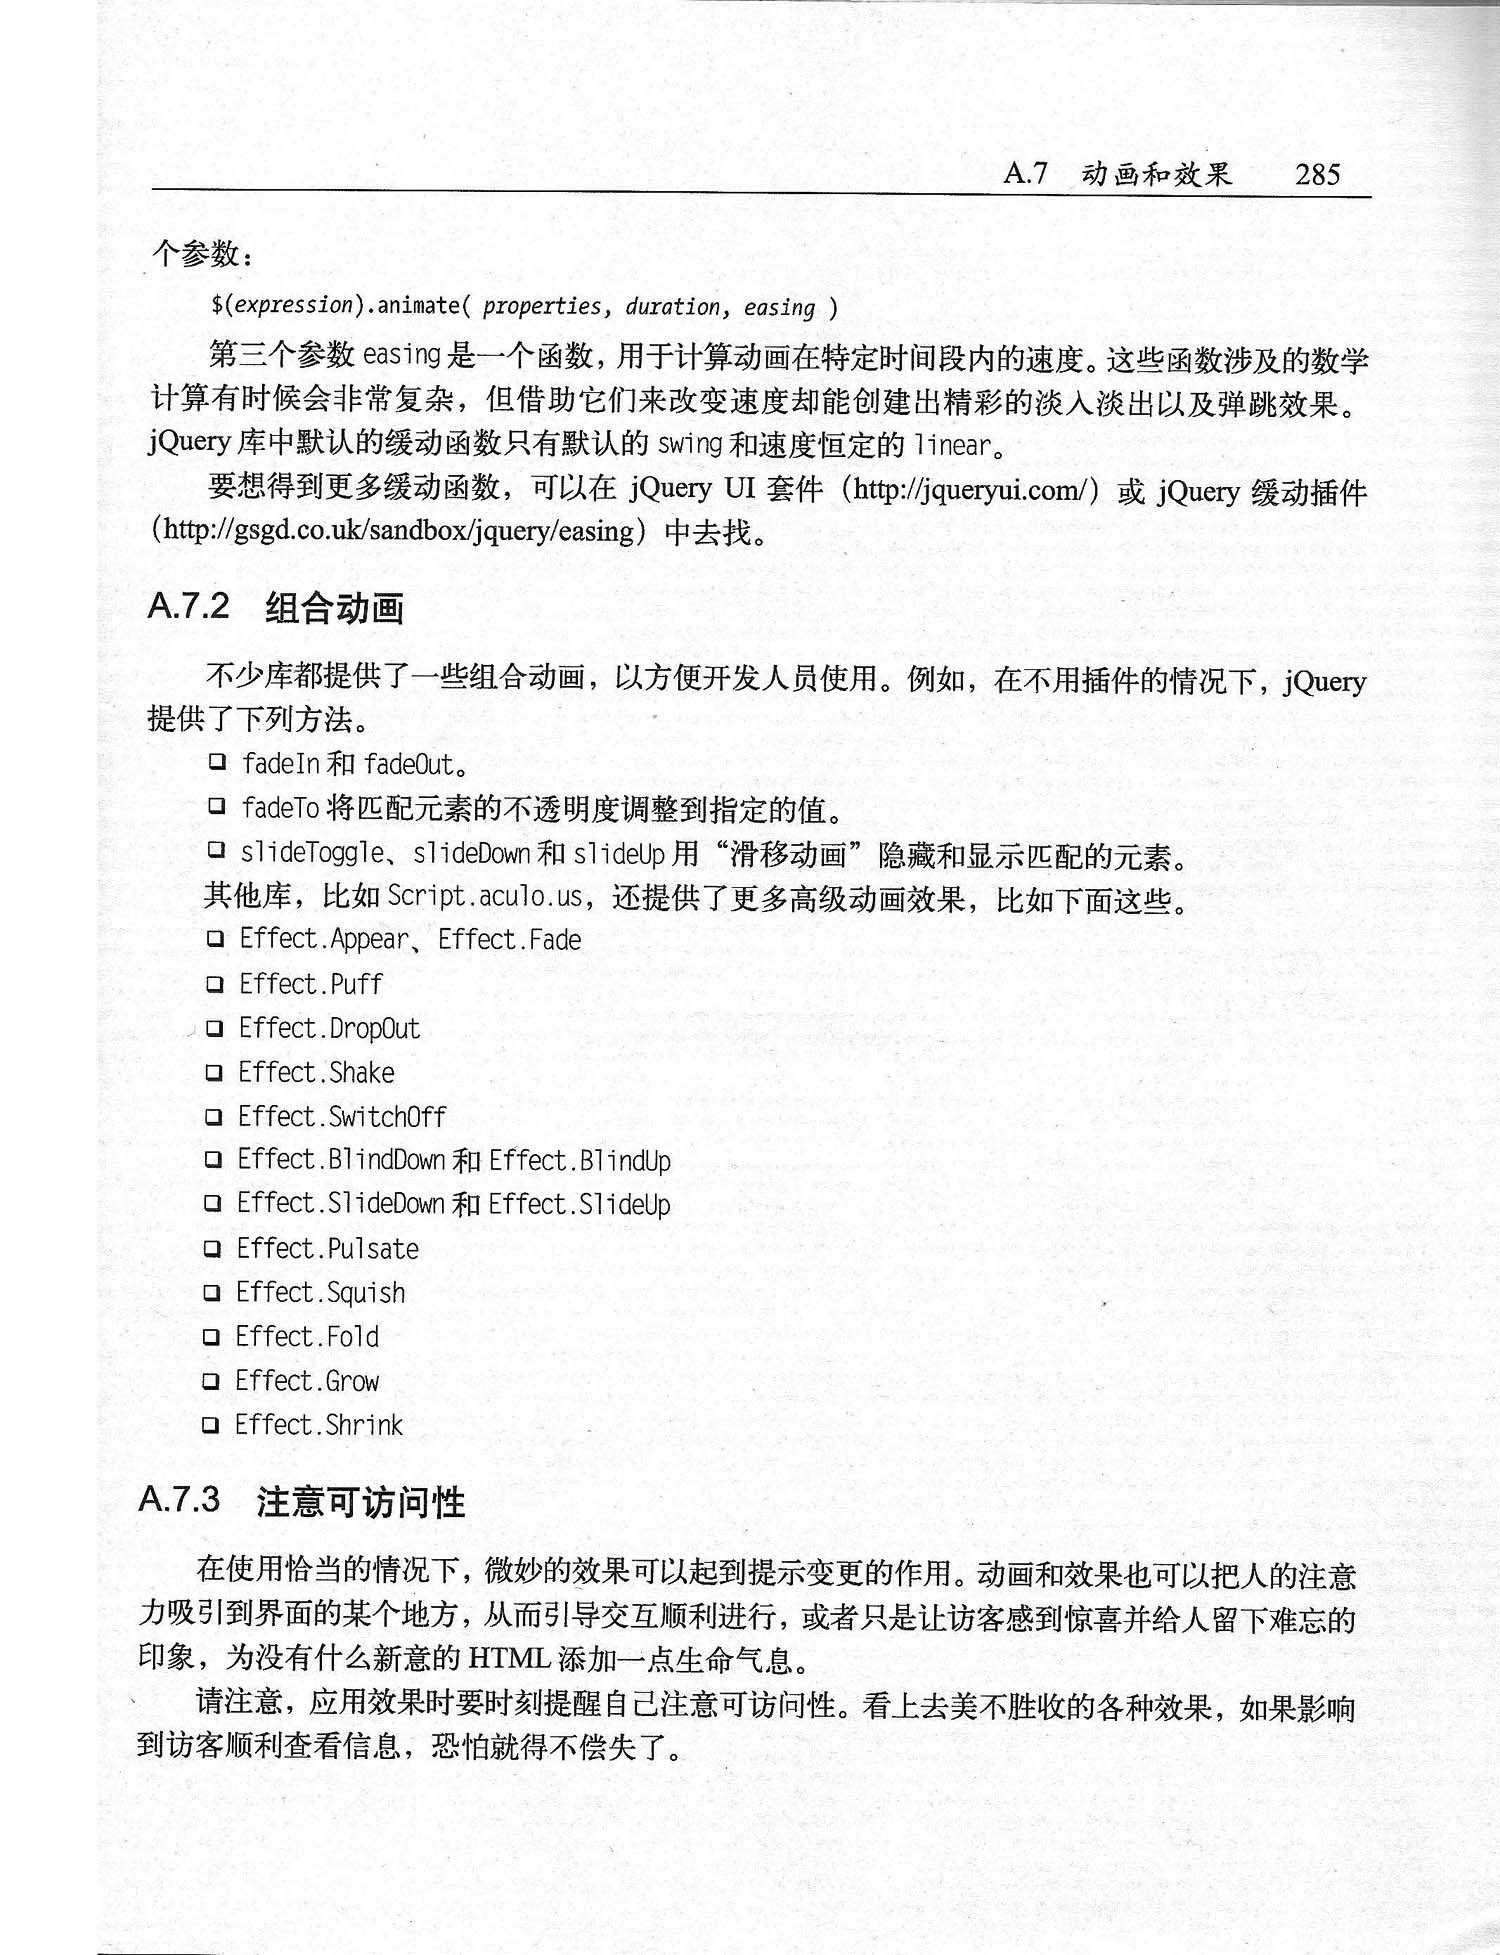 A.7 动画和效果 285
个参数：
$(expression).animate( properties, duration, easing )
第三个参数 easing 是一个函数，用于计算动画在特定时间段内的速度。这些函数涉及的数学
计算有时候会非常复杂，但借助它们来改变速度却能创建出精彩的淡入淡出以及弹跳效果。
jQuery 库中默认的缓动函数只有默认的 swing 和速度恒定的 linear。
要想得到更多缓动函数，可以在 jQuery UI 套件（http://jqueryui.com/）或 jQuery 缓动插件
（http://gsgd.co.uk/sandbox/jquery/easing）中去找。
A.7.2 组合动画
不少库都提供了一些组合动画，以方便开发人员使用。例如，在不用插件的情况下，jQuery
提供了下列方法。
❑ fadeIn 和 fadeOut。
❑ fadeTo 将匹配元素的不透明度调整到指定的值。
❑ slideToggle、slideDown 和 slideUp 用“滑移动画”隐藏和显示匹配的元素。
其他库，比如 Script.aculo.us，还提供了更多高级动画效果，比如下面这些。
❑ Effect.Appear、Effect.Fade
❑ Effect.Puff
❑ Effect.DropOut
❑ Effect.Shake
❑ Effect.SwitchOff
❑ Effect.BlindDown 和 Effect.BlindUp
❑ Effect.SlideDown 和 Effect.SlideUp
❑ Effect.Pulsate
❑ Effect.Squish
❑ Effect.Fold
❑ Effect.Grow
❑ Effect.Shrink
A.7.3 注意可访问性
在使用恰当的情况下，微妙的效果可以起到提示变更的作用。动画和效果也可以把人的注意
力吸引到界面的某个地方，从而引导交互顺利进行，或者只是让访客感到惊喜并给人留下难忘的
印象，为没有什么新意的 HTML 添加一点生命气息。
请注意，应用效果时要时刻提醒自己注意可访问性。看上去美不胜收的各种效果，如果影响
到访客顺利查看信息，恐怕就得不偿失了。